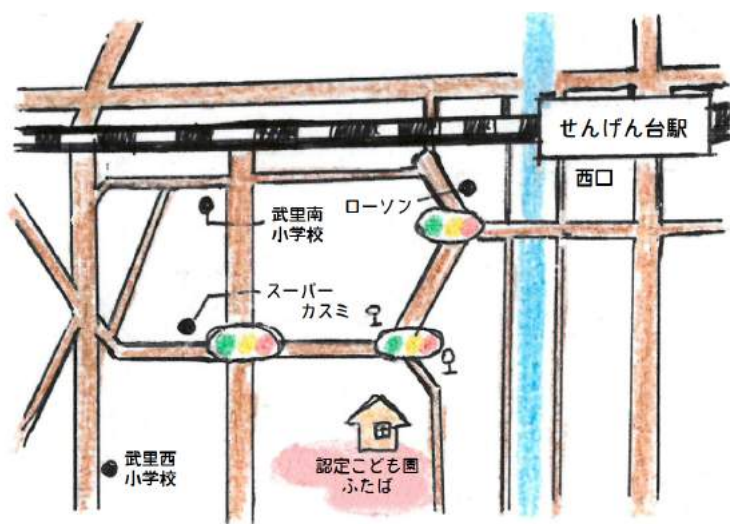 せんげん台駅
西口
ローソン
武里南
小学校
スーパー
カスミ
武里西
小学校
認定こども園
ふたば